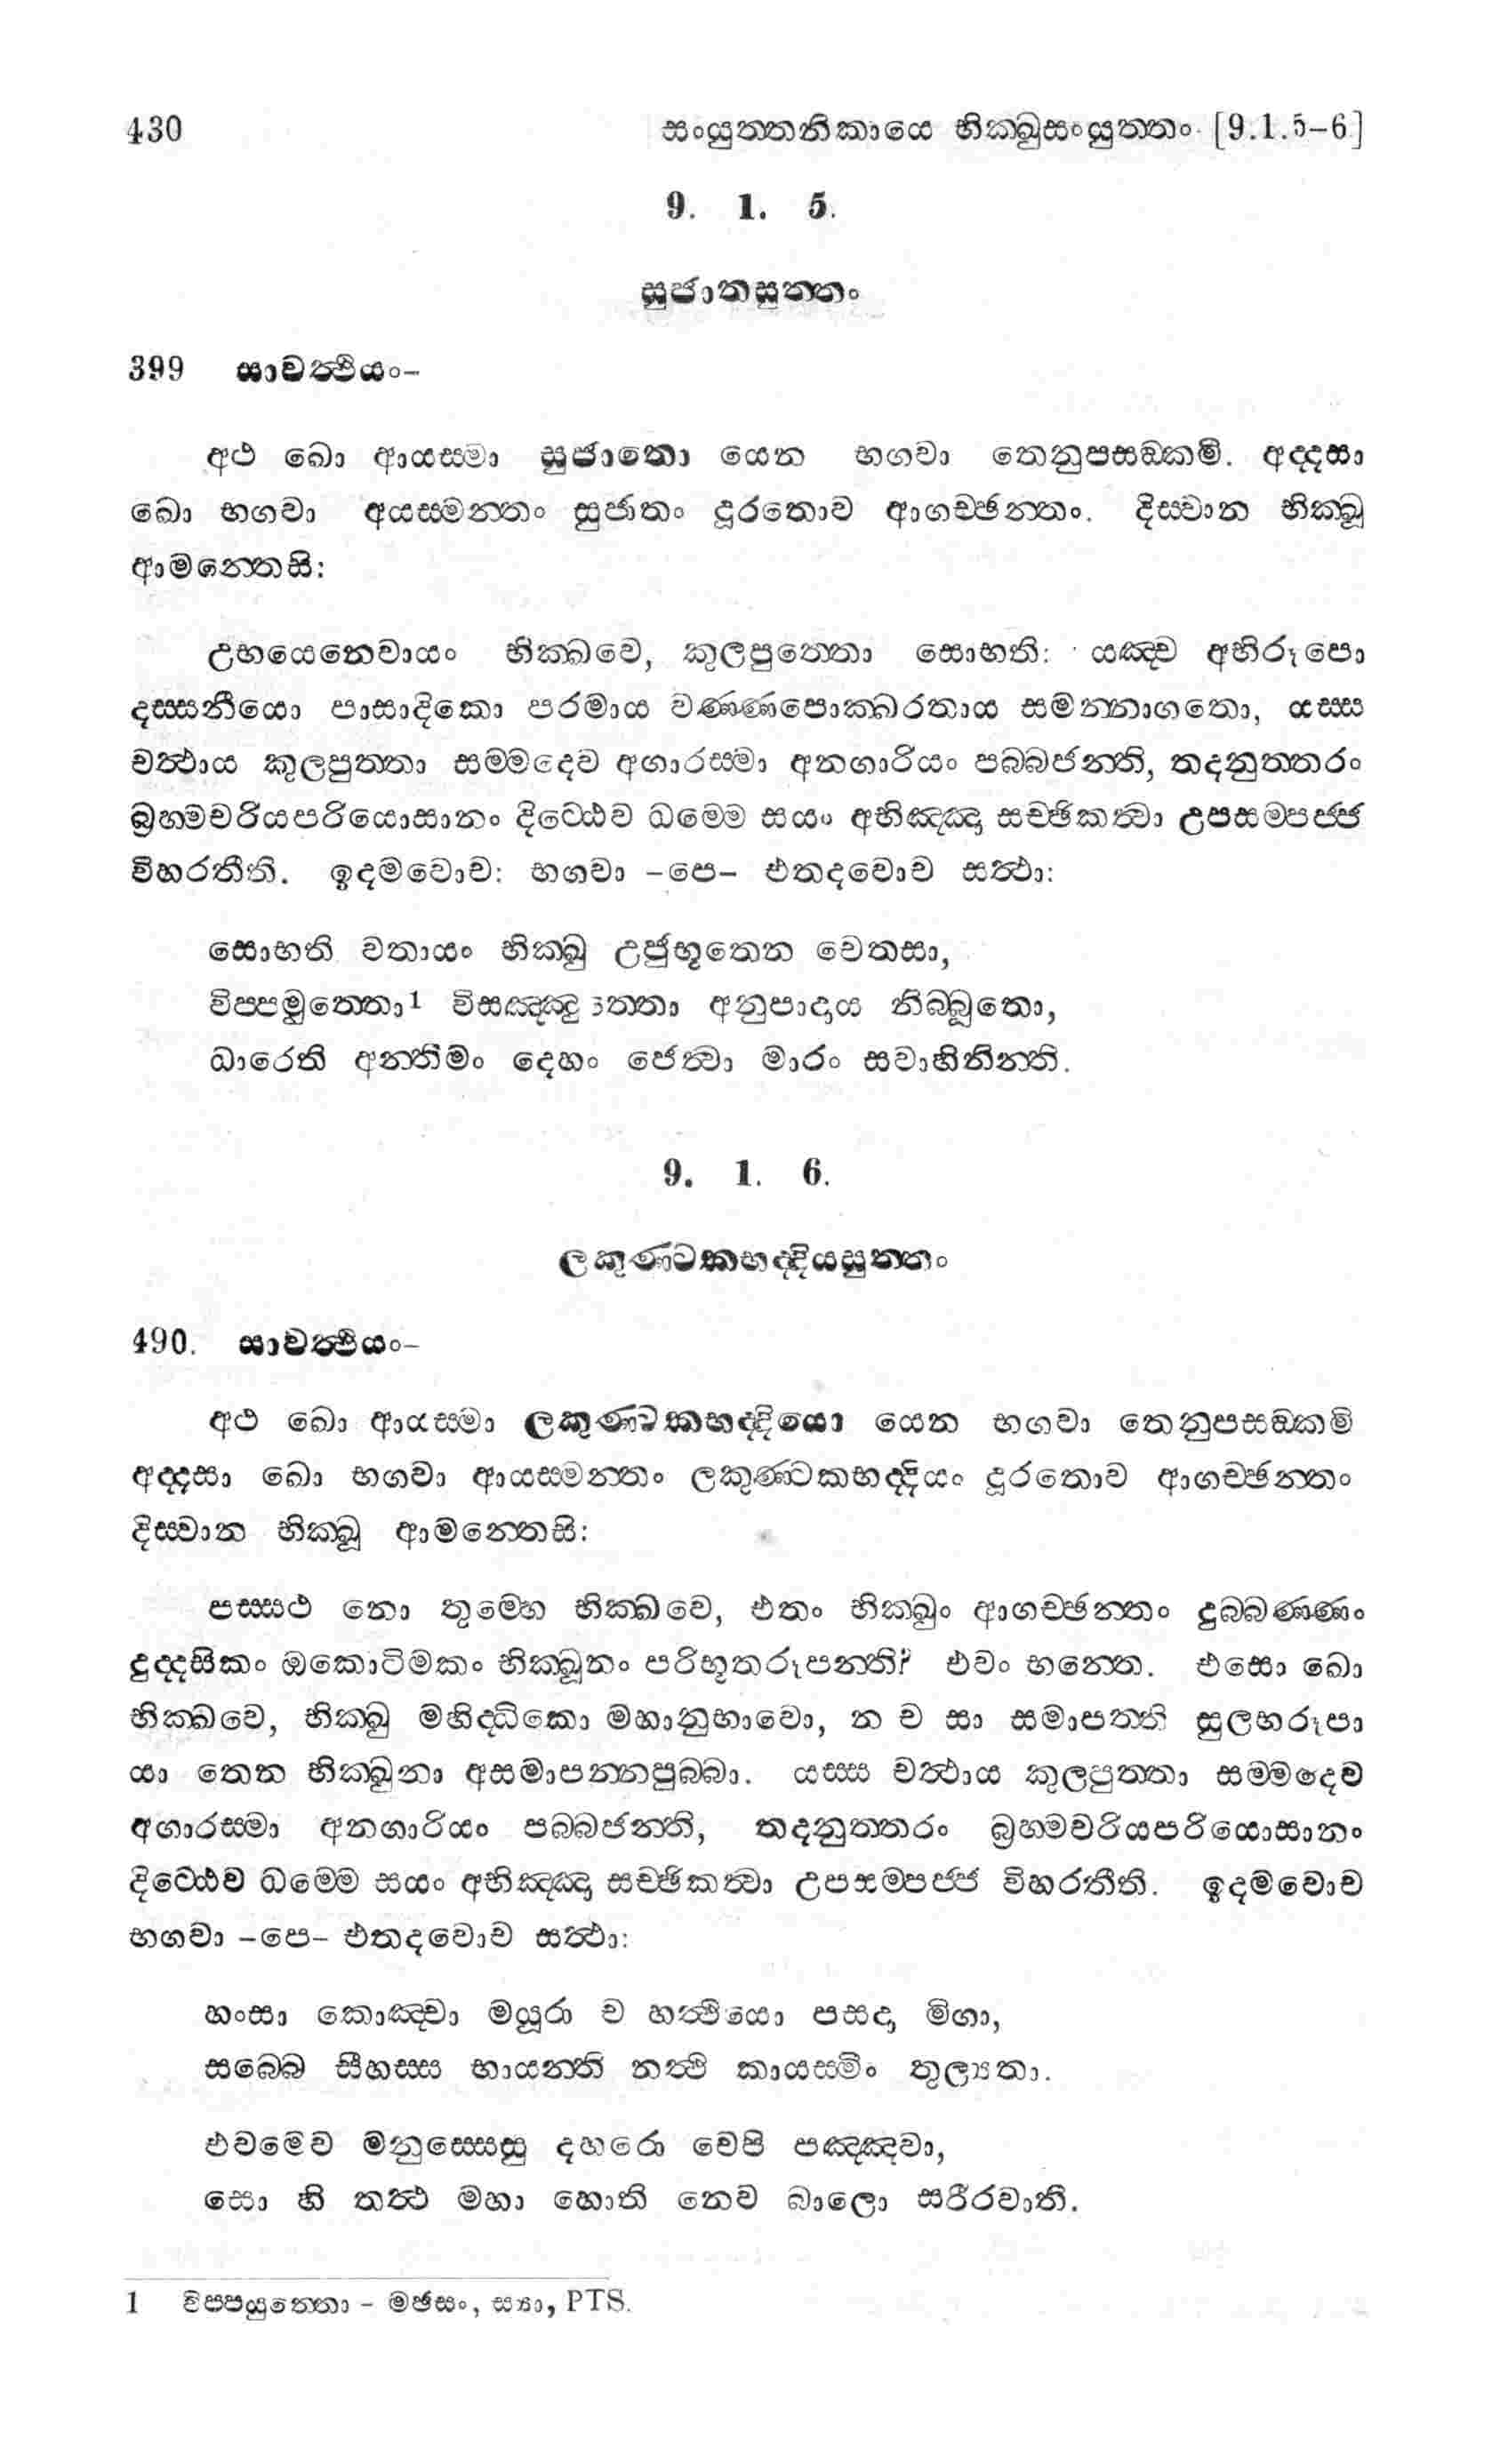 430 සංයුත්තනිකායෙ භික්ඛුසංයුත්තං [9.1.5-6]
9. 1. 5.
සුජාතසුත්තං
399 සාවත්ථියං-
අථ ඛො ආයස්මා සුජාතො යෙන භගවා තෙනුපසඞ්කමි. අද්දසා
ඛො භගවා අයස්මන්තං සුජාතං දූරතොව ආගච්ඡන්තං. දිස්වාන භික්ඛූ
ආමන්තෙසි:
උභයෙනෙවායං භික්ඛවෙ, කුලපුත්තො සොභති: යඤ්ච අභිරූපො
දස්සනීයො පාසාදිකො පරමාය වණ්ණපොක්ඛරතාය සමන්නාගතො, යස්ස
චත්ථාය කුලපුත්තා සම්මදෙව අගාරස්මා අනගාරියං පබ්බජන්ති, තදනුත්තරං
බ්‍රහ්මචරියපරියොසානං දිට්ඨෙව ධම්මෙ සයං අභිඤ්ඤා සච්ඡිකත්වා උපසම්පජ්ජ
විහරතීති. ඉදමවොච: භගවා -පෙ- එතදවොච සත්ථා:
සොභති වතායං භික්ඛු උජුභූතෙන චෙතසා,
විප්පමුත්තො1 විසඤ්ඤුත්තො අනුපාදාය නිබ්බූතො,
ධාරෙති අන්තිමං දෙහං ජෙත්වා මාරං සවාහිනින්ති.
9. 1. 6.
ලකුණ්ටකභද්දියසුත්තං
490. සාවත්ථියං-
අථ ඛො ආයස්මා ලකුණ්ටකභද්දියො යෙන භගවා තෙනුපසඞ්කමි
අද්දසා ඛො භගවා ආයස්මන්තං ලකුණ්ටකභද්දියං දූරතොව ආගච්ඡන්තං
දිස්වාන භික්ඛූ ආමන්තෙසි:
පස්සථ නො තුම්හෙ භික්ඛවෙ, එතං භික්ඛුං ආගච්ඡන්තං දුබ්බණ්ණං
දුද්දසිකං ඔකොටිමකං භික්ඛූනං පරිභූතරූපන්ති? එවං භන්තෙ. එසො ඛො
භික්ඛවෙ, භික්ඛු මහිද්ධිකො මහානුභාවො, න ච සා සමාපත්ති සුලභරූපා
යා තෙන භික්ඛුනා අසමාපන්නපුබ්බා. යස්ස චත්ථාය කුලපුත්තා සම්මදෙව
අගාරස්මා අනගාරියං පබ්බජන්ති, තදනුත්තරං බ්‍රහ්මචරියපරියොසානං
දිට්ඨෙව ධම්මෙ සයං අභිඤ්ඤා සච්ඡිකත්වා උපසම්පජ්ජ විහරතීති. ඉදමවොච
භගවා -පෙ- එතදවොච සත්ථා:
හංසා කොඤ්චා මයූරා ච හත්ථියො පසදා මිගා,
සබ්බෙ සීහස්ස භායන්ති නත්ථි කායස්මිං තුල්‍යතා.
එවමෙව මනුස්සෙසු දහරො චෙපි පඤ්ඤවා,
සො හි තත්ථ මහා හොති නෙව බාලො සරීරවාති.
1 විප්පයුත්තො - මඡසං, ස්‍යා, PTS.